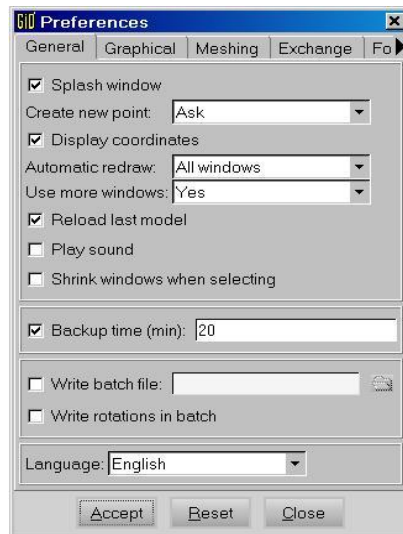 GiD Preferences
General Graphical Meshing Exchange Fo
Splash window
Create new point: Ask
Display coordinates
Automatic redraw: All windows
Use more windows: Yes
Reload last model
Play sound
Shrink windows when selecting
Backup time (min): 20
Write batch file:
Write rotations in batch
Language: English
Accept Reset Close